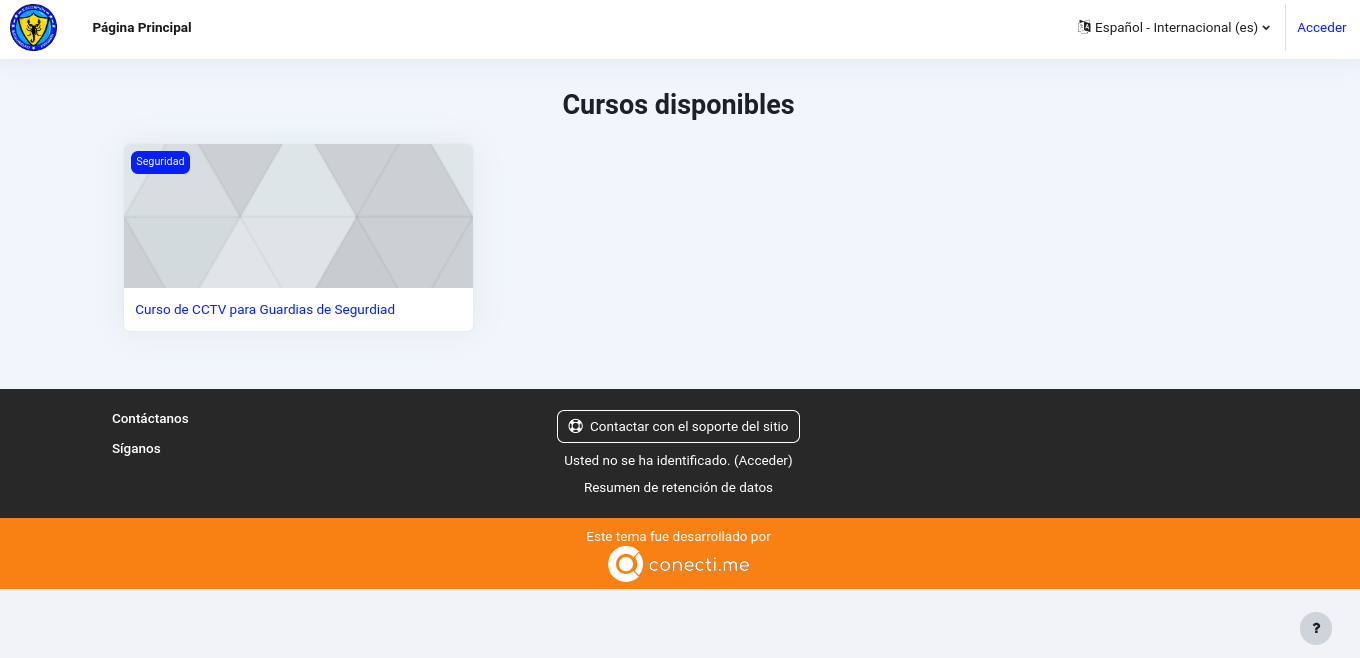 Página Principal
Español - Internacional (es)
Acceder
Cursos disponibles
Seguridad
Curso de CCTV para Guardias de Segurdiad
Contáctanos
Síganos
Contactar con el soporte del sitio
Usted no se ha identificado. (Acceder)
Resumen de retención de datos
Este tema fue desarrollado por
conecti.me
?